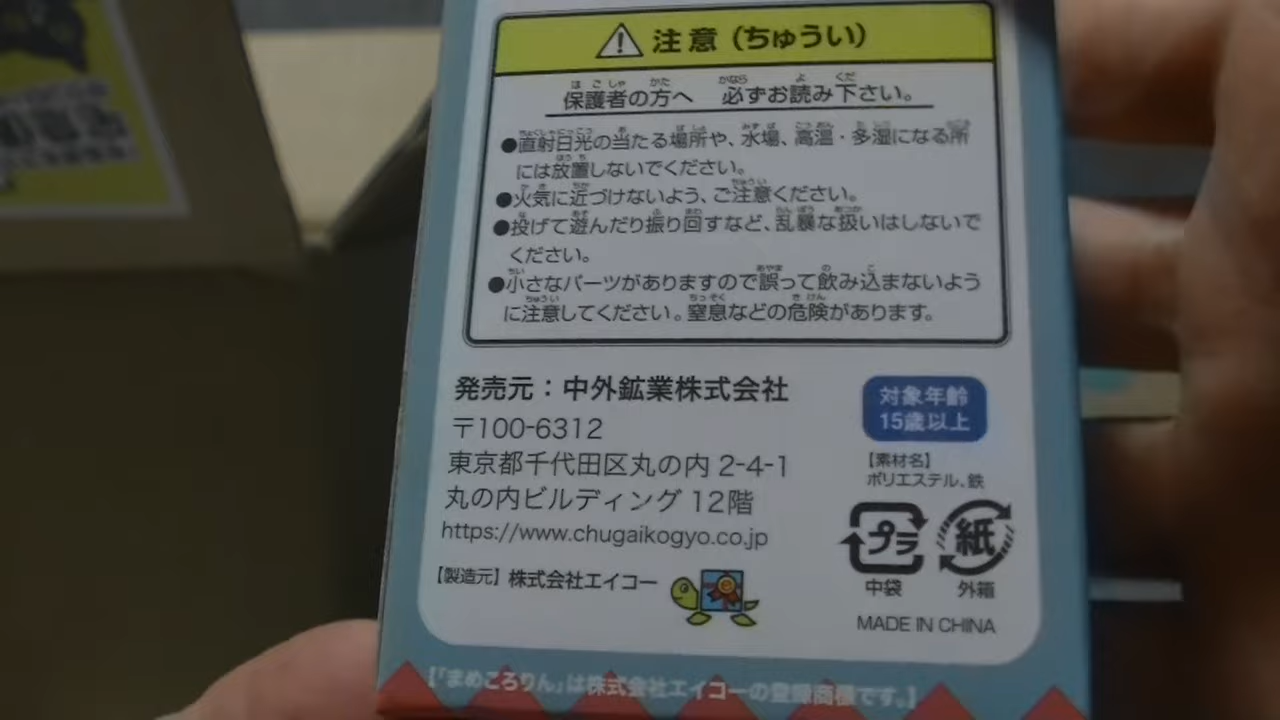 注意（ちゅうい）
保護者の方へ　必ずお読み下さい。
●直射日光の当たる場所や、水場、高温・多湿になる所
には放置しないでください。
●火気に近づけないよう、ご注意ください。
●投げて遊んだり振り回すなど、乱暴な扱いはしないで
ください。
●小さなパーツがありますので誤って飲み込まないよう
に注意してください。窒息などの危険があります。
発売元：中外鉱業株式会社
〒100-6312
東京都千代田区丸の内 2-4-1
丸の内ビルディング 12階
https://www.chugaikogyo.co.jp
【製造元】株式会社エイコー
対象年齢
15歳以上
【素材名】
ポリエステル、鉄
プラ
中袋
紙
外箱
MADE IN CHINA
【「まめころりん」は株式会社エイコーの登録商標です。】